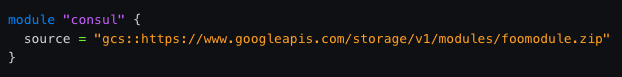 module "consul" {
  source = "gcs::https://www.googleapis.com/storage/v1/modules/foomodule.zip"
}